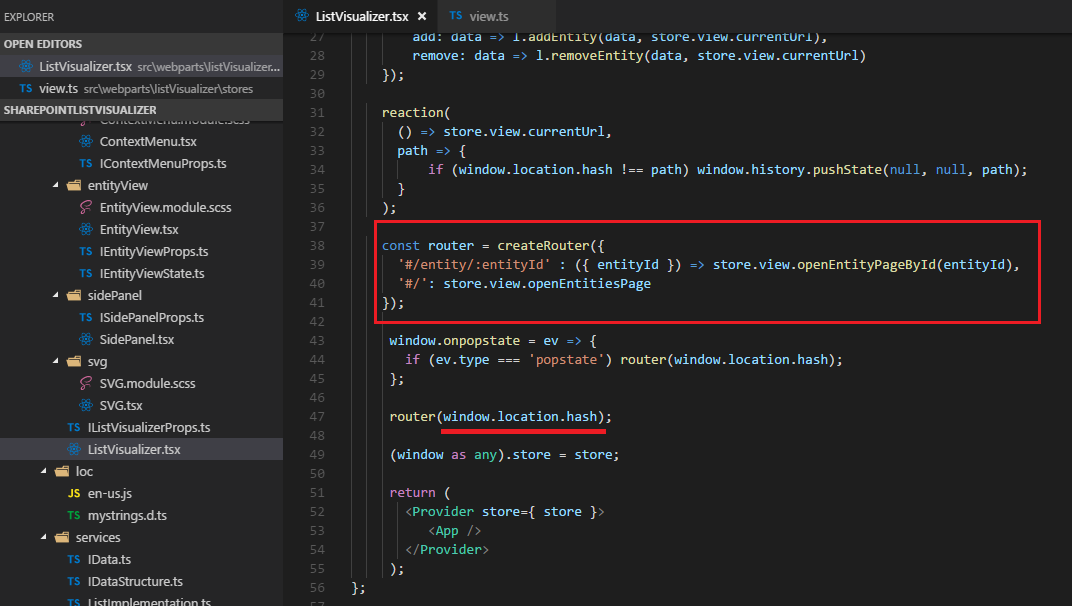 EXPLORER
OPEN EDITORS
ListVisualizer.tsx src\webparts\listVisualizer...
TS view.ts src\webparts\listVisualizer\stores
SHAREPOINTLISTVISUALIZER
ContextMenu.module.scss
ContextMenu.tsx
TS IContextMenuProps.ts
entityView
EntityView.module.scss
EntityView.tsx
TS IEntityViewProps.ts
TS IEntityViewState.ts
sidePanel
TS ISidePanelProps.ts
SidePanel.tsx
svg
SVG.module.scss
SVG.tsx
TS IListVisualizerProps.ts
ListVisualizer.tsx
loc
JS en-us.js
TS mystrings.d.ts
services
TS IData.ts
TS IDataStructure.ts
TS ListImplementation.ts
ListVisualizer.tsx × TS view.ts
27 add: data => l.addEntity(data, store.view.currentUrl),
28 remove: data => l.removeEntity(data, store.view.currentUrl)
29 });
30
31 reaction(
32 () => store.view.currentUrl,
33 path => {
34 if (window.location.hash !== path) window.history.pushState(null, null, path);
35 }
36 );
37
38 const router = createRouter({
39 '#/entity/:entityId' : ({ entityId }) => store.view.openEntityPageById(entityId),
40 '#/': store.view.openEntitiesPage
41 });
42
43 window.onpopstate = ev => {
44 if (ev.type === 'popstate') router(window.location.hash);
45 };
46
47 router(window.location.hash);
48
49 (window as any).store = store;
50
51 return (
52 <Provider store={ store }>
53 <App />
54 </Provider>
55 );
56 };
57